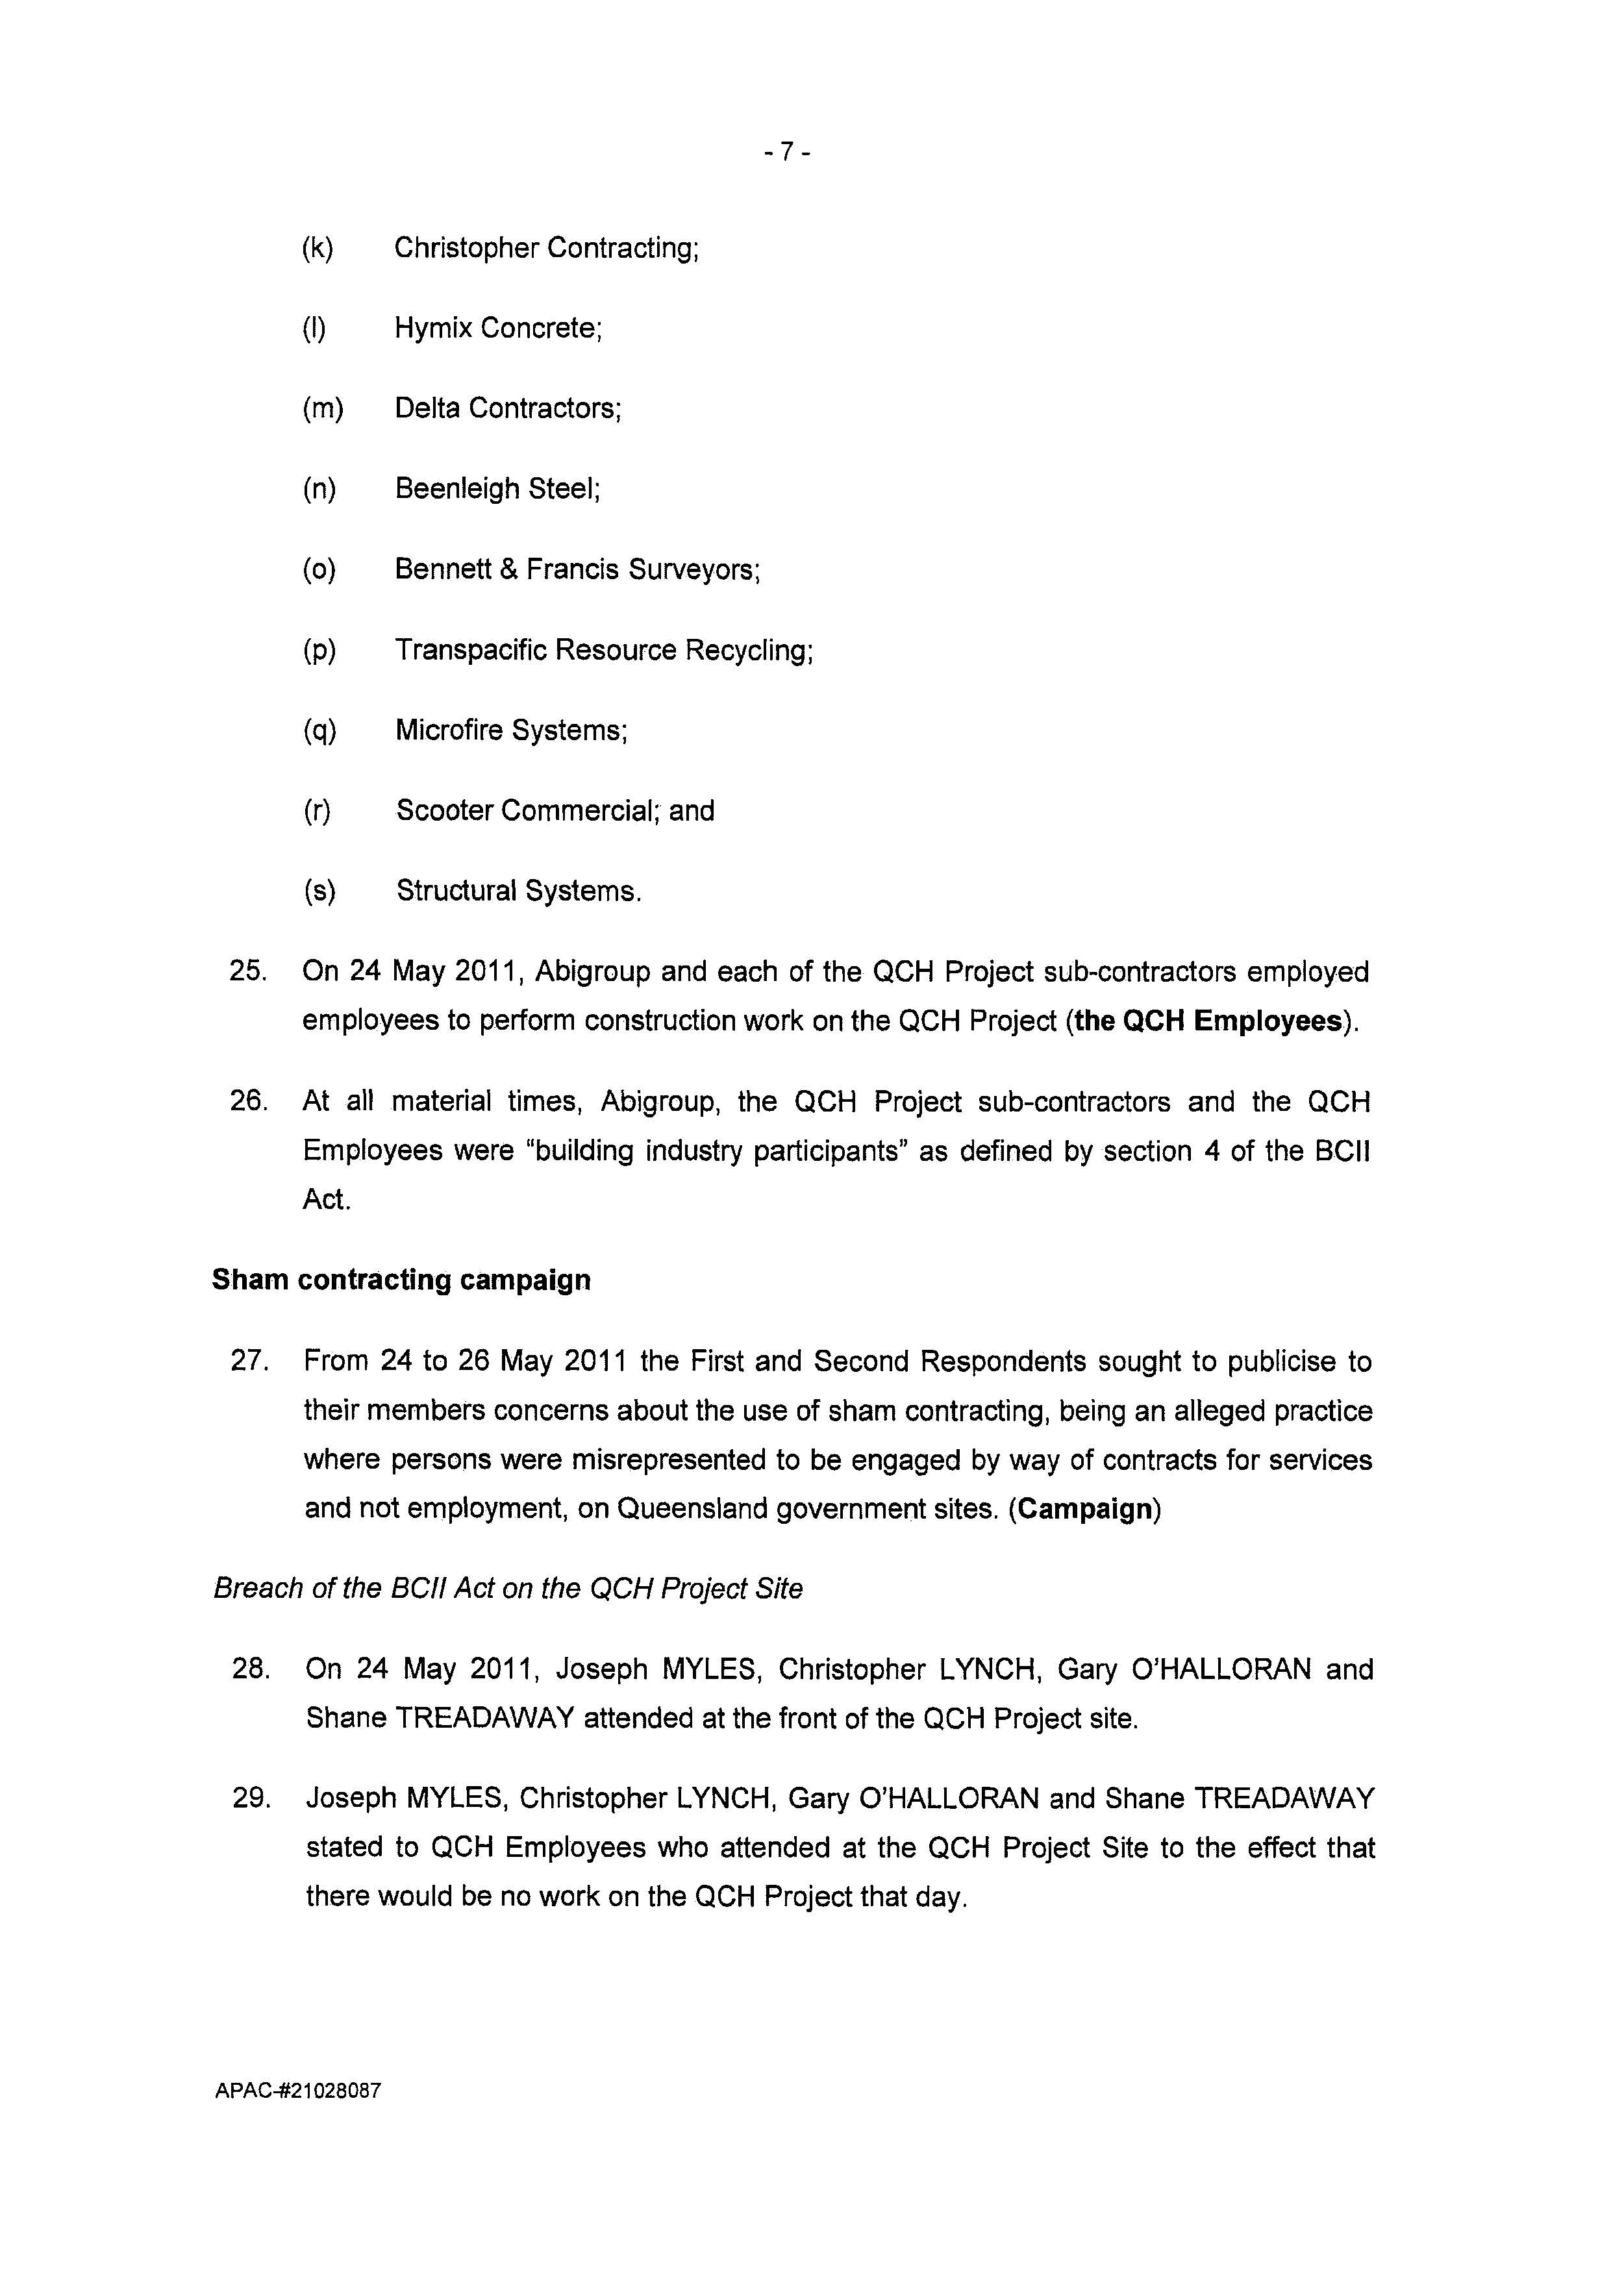 - 7 -
(k) Christopher Contracting;
(l) Hymix Concrete;
(m) Delta Contractors;
(n) Beenleigh Steel;
(o) Bennett & Francis Surveyors;
(p) Transpacific Resource Recycling;
(q) Microfire Systems;
(r) Scooter Commercial; and
(s) Structural Systems.
25. On 24 May 2011, Abigroup and each of the QCH Project sub-contractors employed
employees to perform construction work on the QCH Project (the QCH Employees).
26. At all material times, Abigroup, the QCH Project sub-contractors and the QCH
Employees were “building industry participants” as defined by section 4 of the BCII
Act.
Sham contracting campaign
27. From 24 to 26 May 2011 the First and Second Respondents sought to publicise to
their members concerns about the use of sham contracting, being an alleged practice
where persons were misrepresented to be engaged by way of contracts for services
and not employment, on Queensland government sites. (Campaign)
Breach of the BCII Act on the QCH Project Site
28. On 24 May 2011, Joseph MYLES, Christopher LYNCH, Gary O’HALLORAN and
Shane TREADAWAY attended at the front of the QCH Project site.
29. Joseph MYLES, Christopher LYNCH, Gary O’HALLORAN and Shane TREADAWAY
stated to QCH Employees who attended at the QCH Project Site to the effect that
there would be no work on the QCH Project that day.
APAC-#21028087